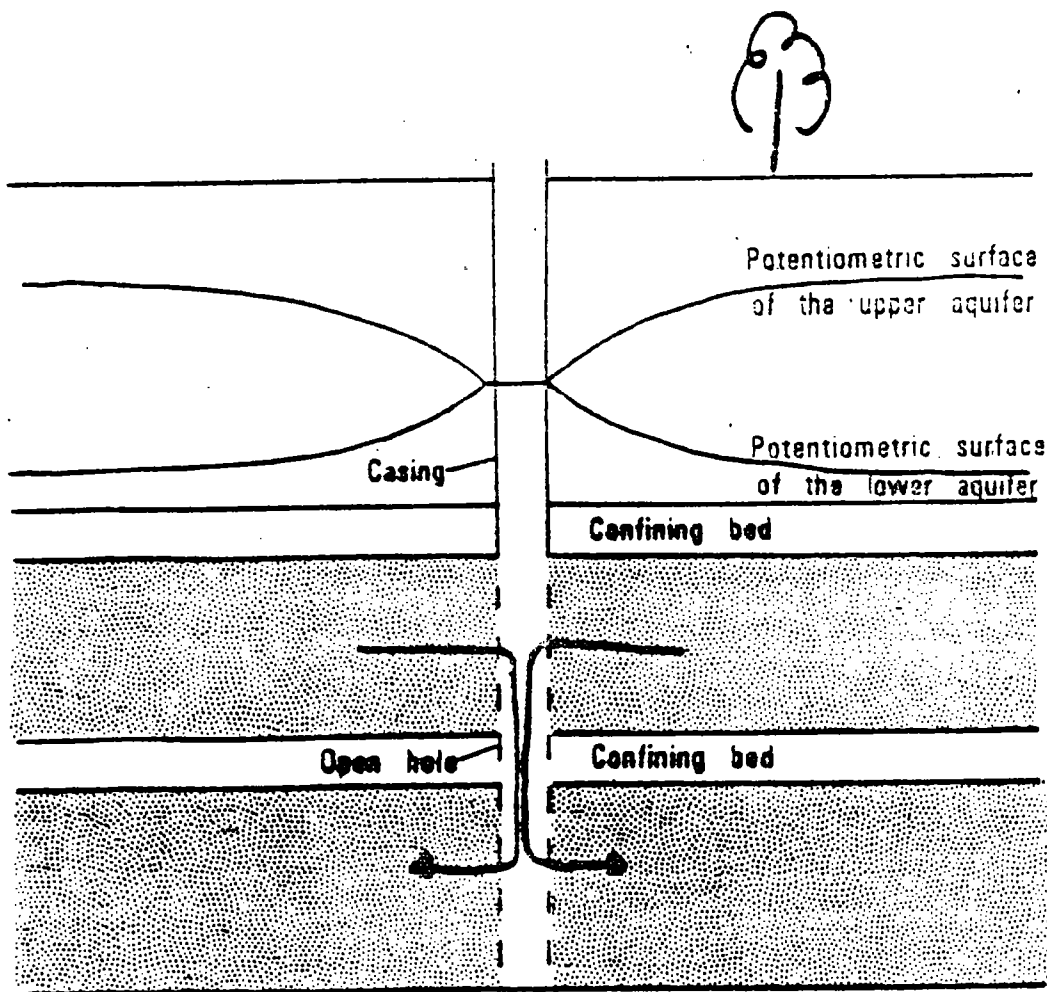 Potentiometric surface
of the upper aquifer
Potentiometric surface
of the lower aquifer
Casing
Confining bed
Open hole
Confining bed